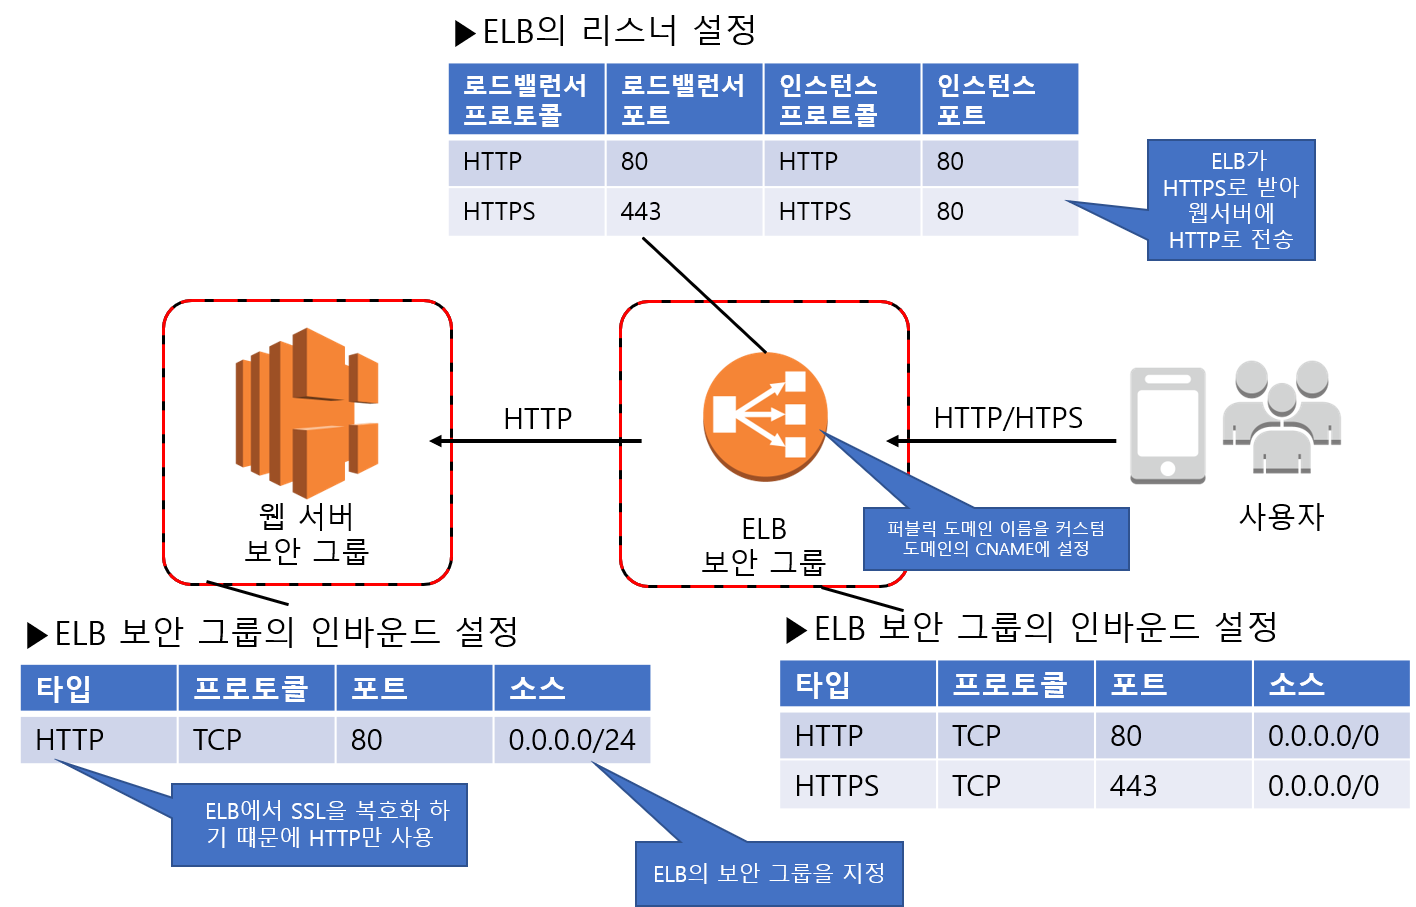 ▶ELB의 리스너 설정
로드밸런서 로드밸런서 인스턴스 인스턴스
프로토콜 포트 프로트콜 포트
HTTP 80 HTTP 80
HTTPS 443 HTTPS 80
ELB가
HTTPS로 받아
웹서버에
HTTP로 전송
HTTP
HTTP/HTPS
웹 서버
보안 그룹
ELB
보안 그룹
퍼블릭 도메인 이름을 커스텀
도메인의 CNAME에 설정
사용자
▶ELB 보안 그룹의 인바운드 설정
타입 프로토콜 포트 소스
HTTP TCP 80 0.0.0.0/24
ELB에서 SSL을 복호화 하
기 떄문에 HTTP만 사용
ELB의 보안 그룹을 지정
▶ELB 보안 그룹의 인바운드 설정
타입 프로토콜 포트 소스
HTTP TCP 80 0.0.0.0/0
HTTPS TCP 443 0.0.0.0/0